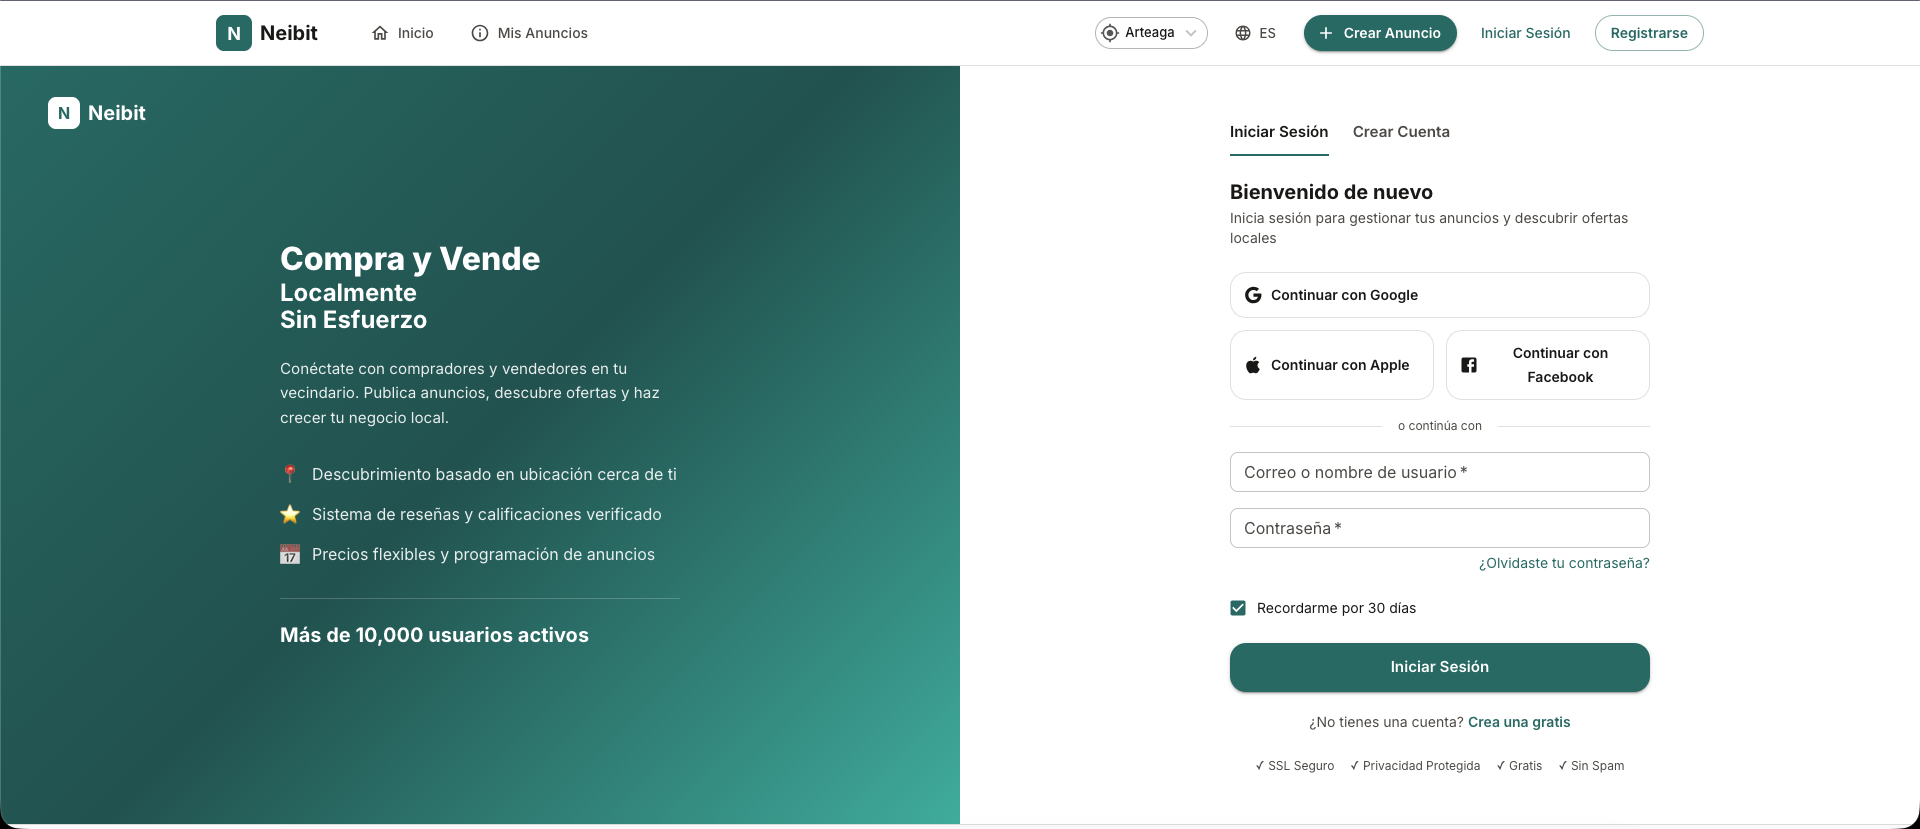 N Neibit
Inicio
Mis Anuncios
Arteaga
ES
+ Crear Anuncio
Iniciar Sesión
Registrarse
N Neibit
Compra y Vende
Localmente
Sin Esfuerzo
Conéctate con compradores y vendedores en tu
vecindario. Publica anuncios, descubre ofertas y haz
crecer tu negocio local.
Descubrimiento basado en ubicación cerca de ti
Sistema de reseñas y calificaciones verificado
17 Precios flexibles y programación de anuncios
Más de 10,000 usuarios activos
Iniciar Sesión
Crear Cuenta
Bienvenido de nuevo
Inicia sesión para gestionar tus anuncios y descubrir ofertas
locales
Continuar con Google
Continuar con Apple
Continuar con
Facebook
o continúa con
Correo o nombre de usuario *
Contraseña *
¿Olvidaste tu contraseña?
Recordarme por 30 días
Iniciar Sesión
¿No tienes una cuenta? Crea una gratis
✓ SSL Seguro ✓ Privacidad Protegida ✓ Gratis ✓ Sin Spam